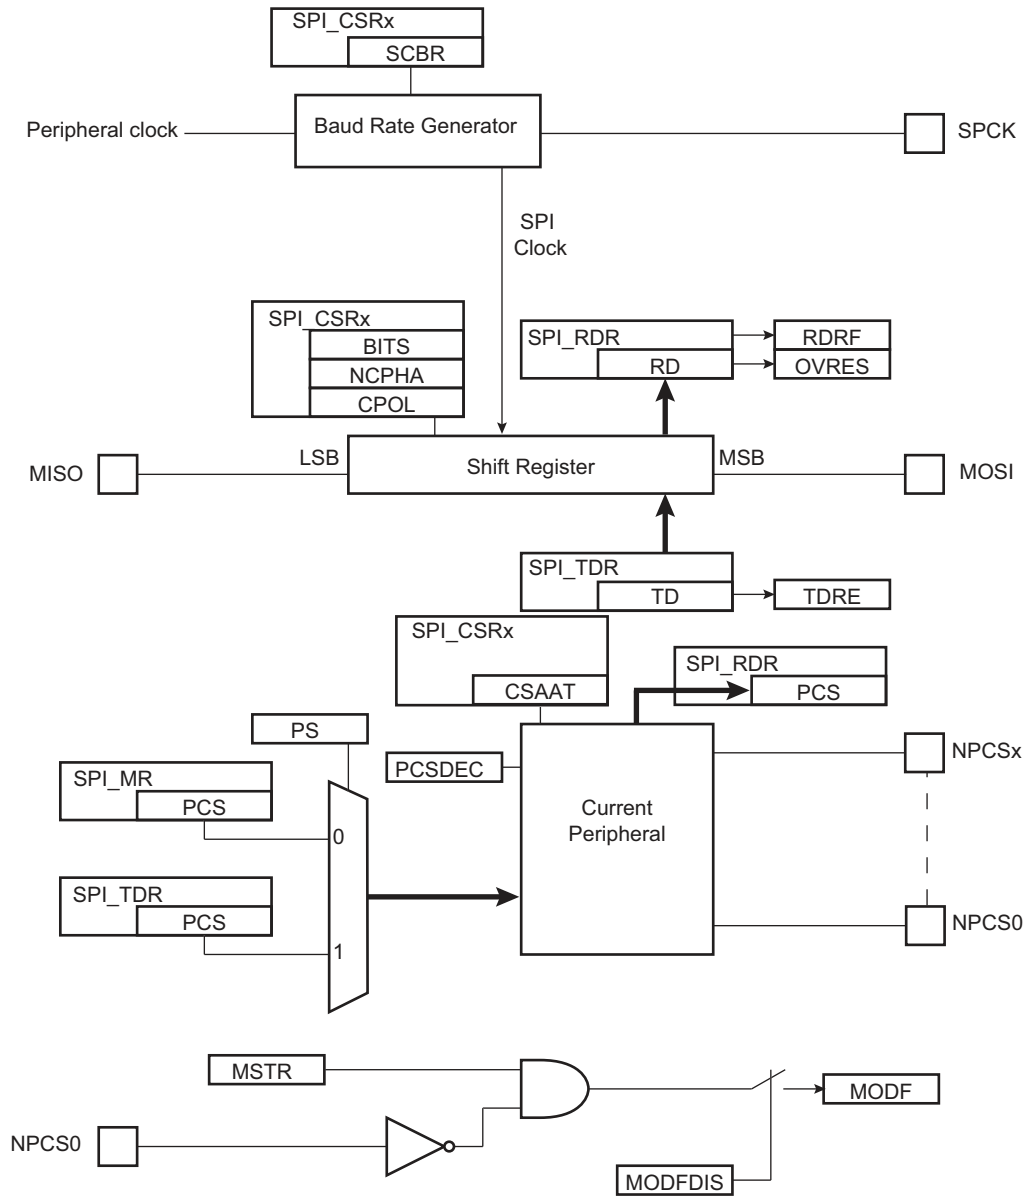 SPI_CSRx
SCBR
Peripheral clock
Baud Rate Generator
SPCK
SPI
Clock
SPI_CSRx
BITS
NCPHA
CPOL
SPI_RDR
RD
RDRF
OVRES
MISO
LSB
Shift Register
MSB
MOSI
SPI_TDR
TD
TDRE
SPI_CSRx
CSAAT
SPI_RDR
PCS
PS
PCSDEC
NPCSx
SPI_MR
PCS
0
Current
Peripheral
SPI_TDR
PCS
1
NPCS0
MSTR
MODF
NPCS0
MODFDIS